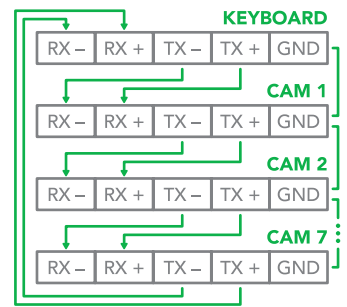 KEYBOARD
RX – RX + TX – TX + GND
CAM 1
RX – RX + TX – TX + GND
CAM 2
RX – RX + TX – TX + GND
CAM 7
RX – RX + TX – TX + GND